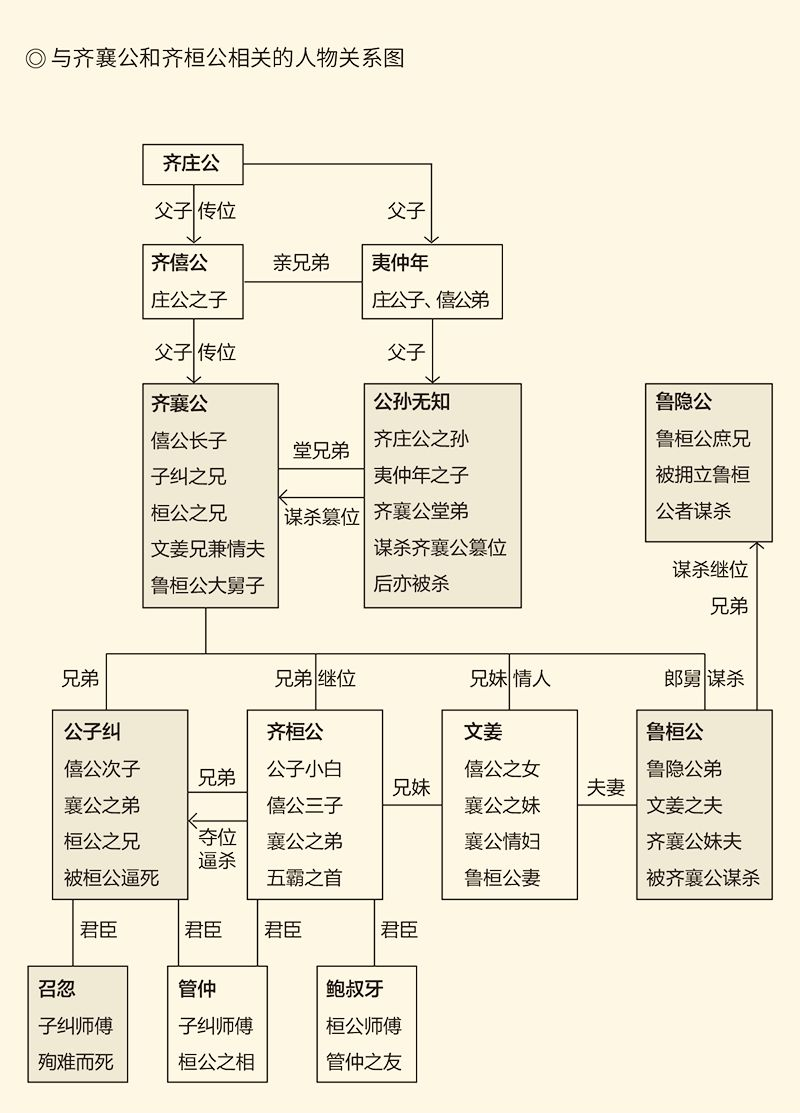 ◎ 与齐襄公和齐桓公相关的人物关系图
齐庄公
父子 传位
父子
齐僖公
庄公之子
亲兄弟
夷仲年
庄公子、僖公弟
父子 传位
父子
齐襄公
僖公长子
子纠之兄
桓公之兄
文姜兄兼情夫
鲁桓公大舅子
堂兄弟
谋杀篡位
公孙无知
齐庄公之孙
夷仲年之子
齐襄公堂弟
谋杀齐襄公篡位
后亦被杀
鲁隐公
鲁桓公庶兄
被拥立鲁桓
公者谋杀
谋杀继位
兄弟
兄弟
兄弟 继位
兄妹 情人
郎舅 谋杀
公子纠
僖公次子
襄公之弟
桓公之兄
被桓公逼死
兄弟
夺位
逼杀
齐桓公
公子小白
僖公三子
襄公之弟
五霸之首
兄妹
文姜
僖公之女
襄公之妹
襄公情妇
鲁桓公妻
夫妻
鲁桓公
鲁隐公弟
文姜之夫
齐襄公妹夫
被齐襄公谋杀
君臣
君臣
君臣
君臣
召忽
子纠师傅
殉难而死
管仲
子纠师傅
桓公之相
鲍叔牙
桓公师傅
管仲之友